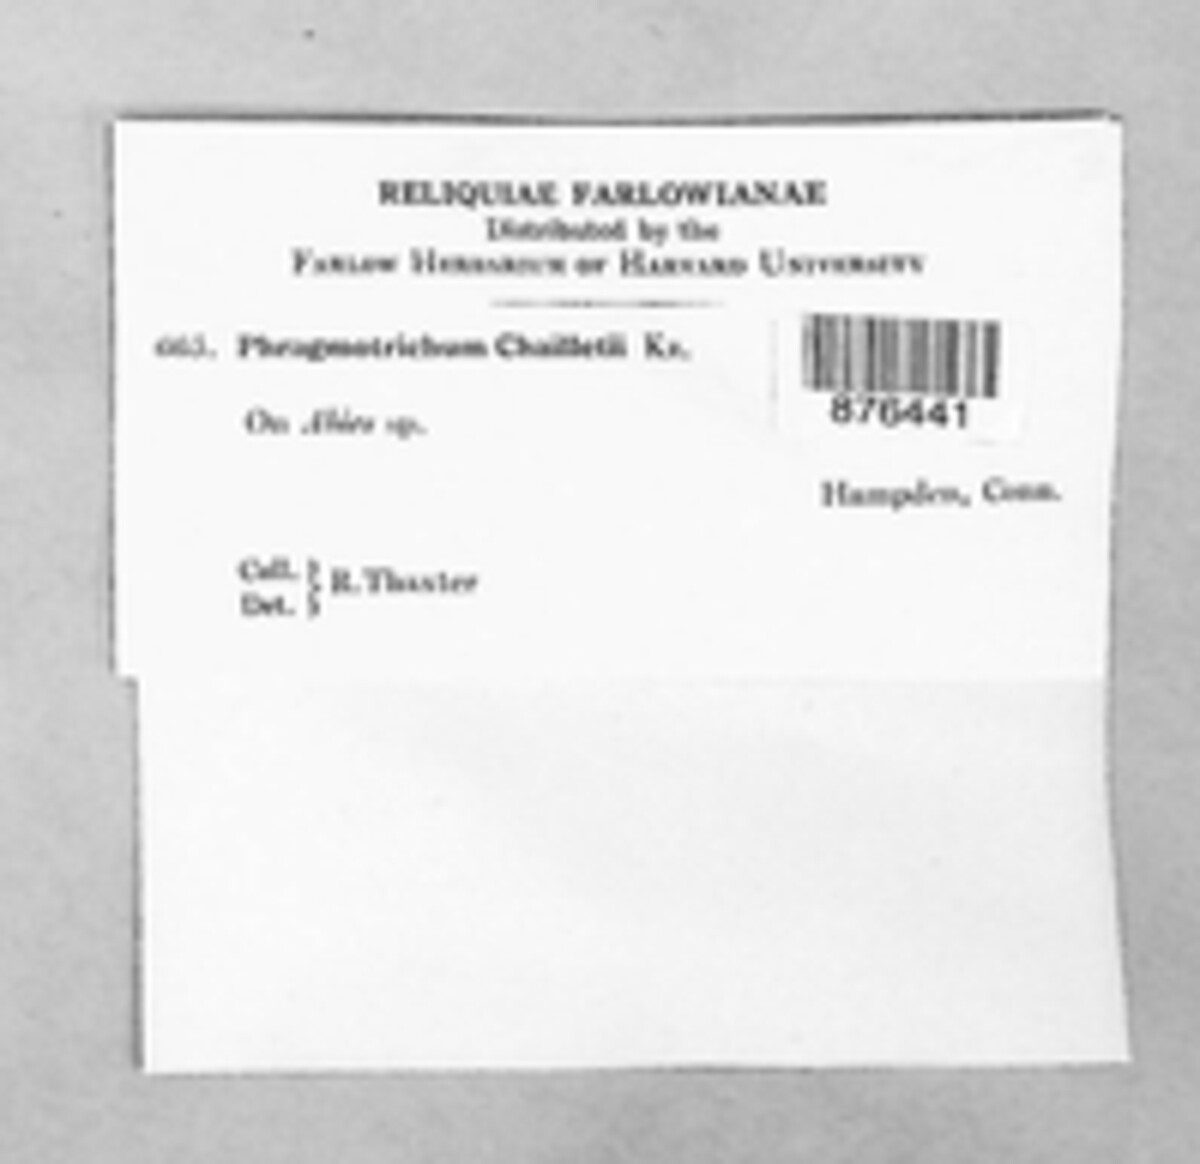 RELIQUIAE FARLOWIANAE
Distributed by the
FARLOW HERBARIUM OF HARVARD UNIVERSITY
665. Phragmotrichum Chailletii Kz.
876441
On Abies sp.
Hampden, Conn.
Coll. } R. Thaxter
Det.